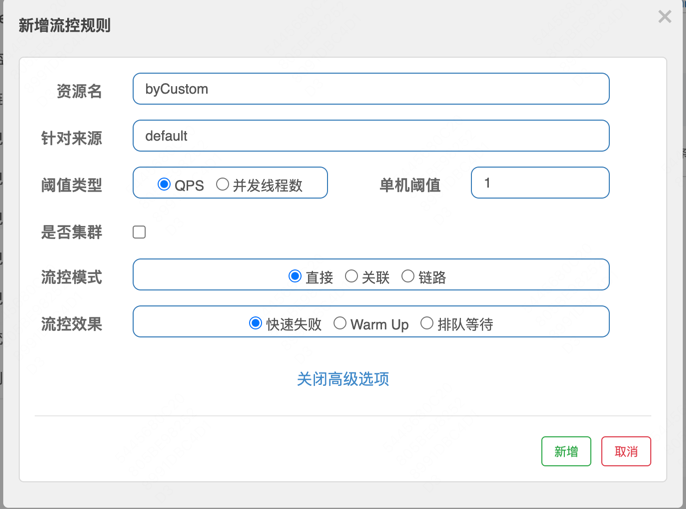 新增流控规则
×
资源名 byCustom
针对来源 default
阈值类型 QPS 并发线程数 单机阈值 1
是否集群
流控模式 直接 关联 链路
流控效果 快速失败 Warm Up 排队等待
关闭高级选项
新增 取消